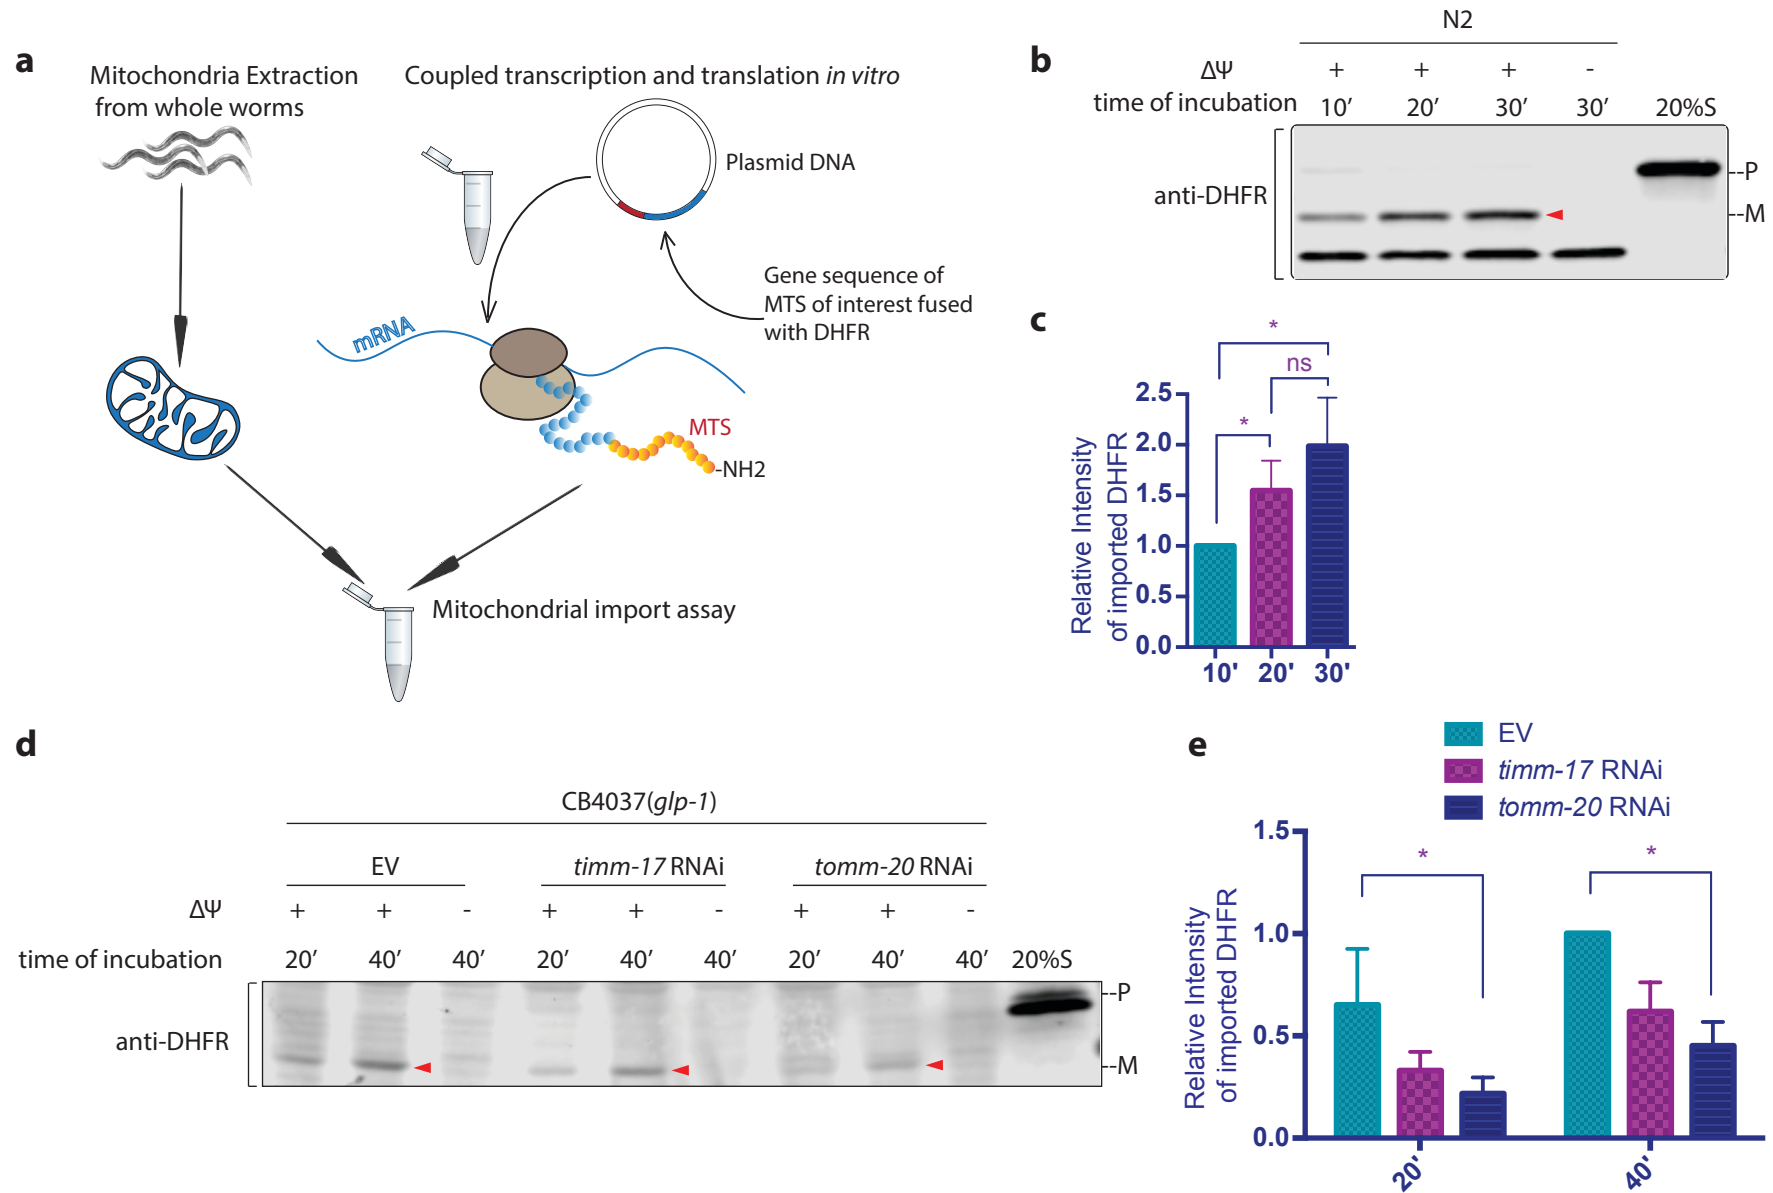 a
Mitochondria Extraction
from whole worms
Coupled transcription and translation in vitro
Plasmid DNA
Gene sequence of
MTS of interest fused
with DHFR
mRNA
MTS
-NH2
Mitochondrial import assay
b
N2
ΔΨ + + + -
time of incubation 10′ 20′ 30′ 30′ 20%S
anti-DHFR
--P
--M
c
*
ns
*
Relative Intensity
of imported DHFR
2.5
2.0
1.5
1.0
0.5
0.0
10' 20' 30'
d
CB4037(glp-1)
EV timm-17 RNAi tomm-20 RNAi
ΔΨ + + - + + - + + -
time of incubation 20′ 40′ 40′ 20′ 40′ 40′ 20′ 40′ 40′ 20%S
anti-DHFR
--P
--M
e
EV
timm-17 RNAi
tomm-20 RNAi
* *
Relative Intensity
of imported DHFR
1.5
1.0
0.5
0.0
20' 40'